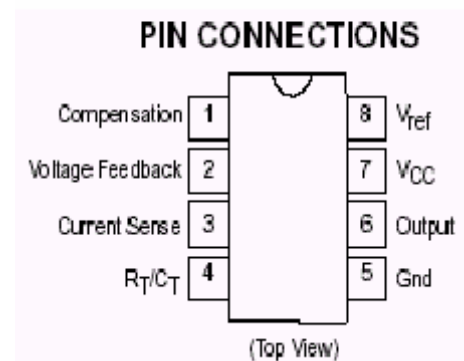 PIN CONNECTIONS
Compensation 1 8 Vref
Voltage Feedback 2 7 VCC
Current Sense 3 6 Output
RT/CT 4 5 Gnd
(Top View)